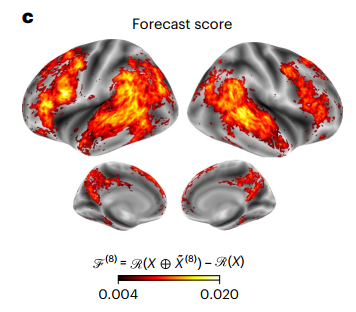 c
Forecast score
ℱ⁽⁸⁾ = ℛ(X ⊕ X̃⁽⁸⁾) – ℛ(X)
0.004 0.020